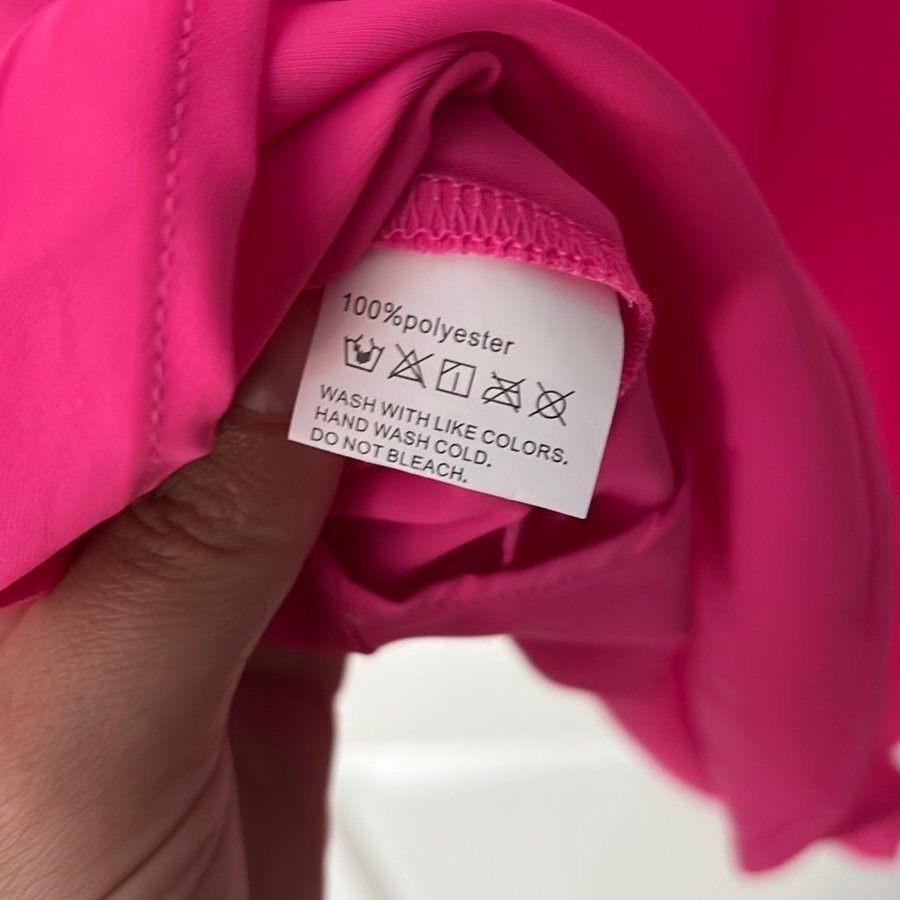 100%polyester
WASH WITH LIKE COLORS.
HAND WASH COLD.
DO NOT BLEACH.